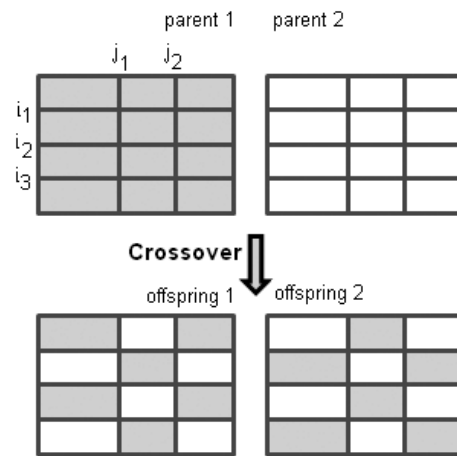 parent 1 parent 2
j1 j2
i1
i2
i3
Crossover
offspring 1 offspring 2